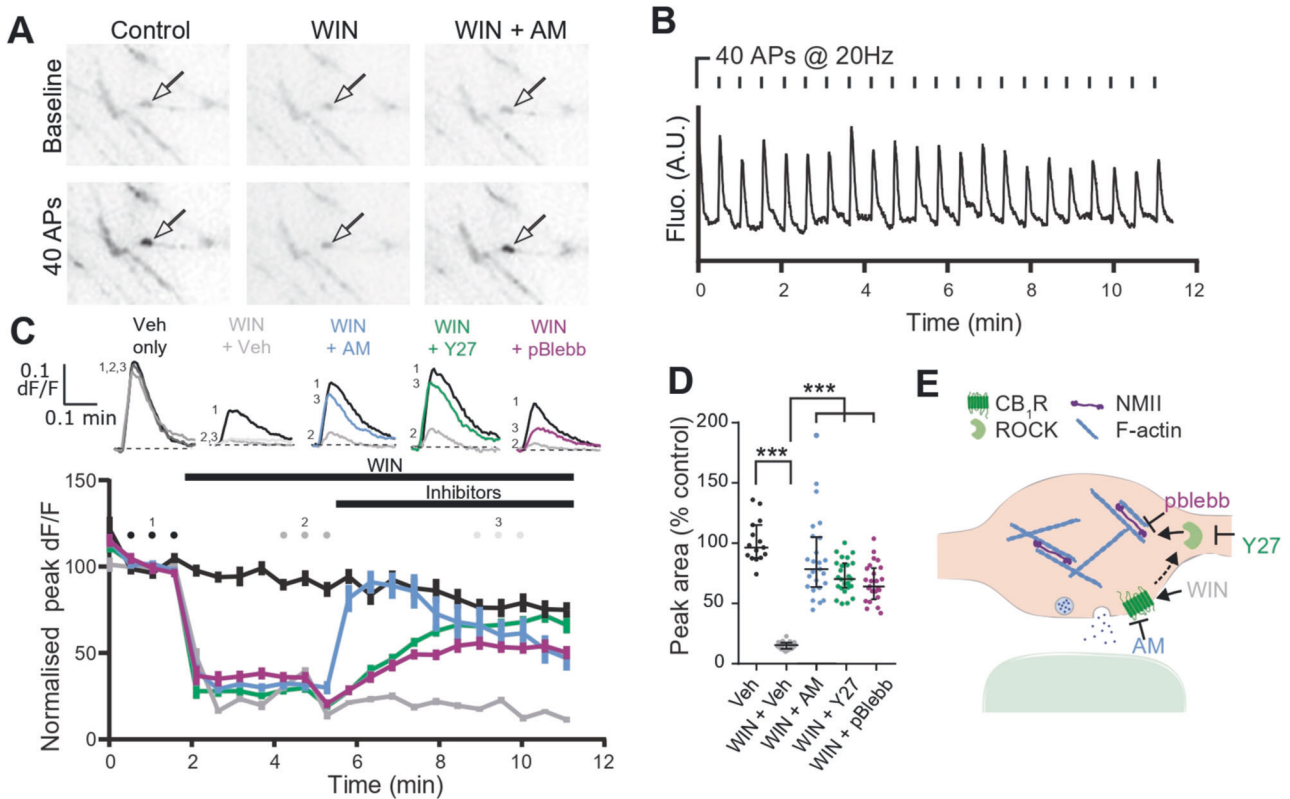 A
Control
WIN
WIN + AM
Baseline
40 APs
B
40 APs @ 20Hz
Fluo. (A.U.)
0
2
4
6
8
10
12
Time (min)
C
0.1
dF/F
0.1 min
Veh
only
1,2,3
WIN
+ Veh
1
2,3
WIN
+ AM
1
3
2
WIN
+ Y27
1
3
2
WIN
+ pBlebb
1
3
2
WIN
Inhibitors
1
2
3
Normalised peak dF/F
150
100
50
0
0
2
4
6
8
10
12
Time (min)
D
***
***
Peak area (% control)
200
150
100
50
0
Veh
WIN + Veh
WIN + AM
WIN + Y27
WIN + pBlebb
E
CB1R
NMII
ROCK
F-actin
pblebb
Y27
WIN
AM